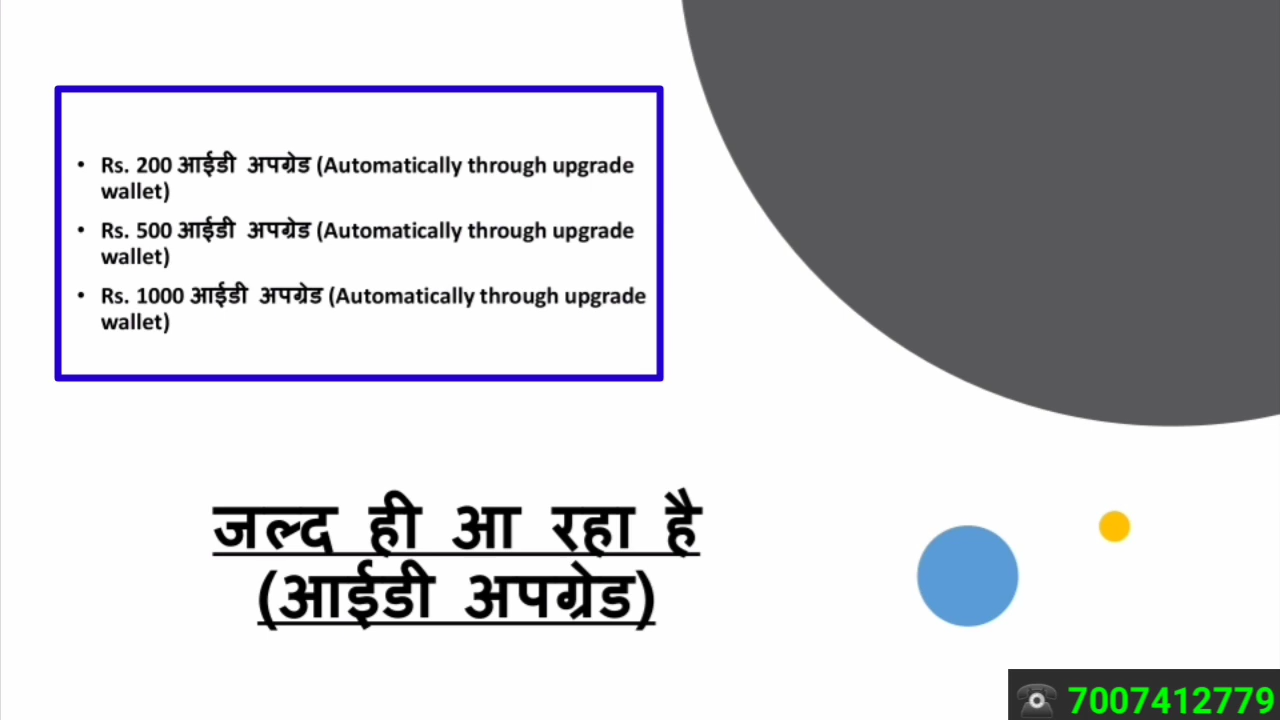 • Rs. 200 आईडी अपग्रेड (Automatically through upgrade
wallet)
• Rs. 500 आईडी अपग्रेड (Automatically through upgrade
wallet)
• Rs. 1000 आईडी अपग्रेड (Automatically through upgrade
wallet)
जल्द ही आ रहा है
(आईडी अपग्रेड)
7007412779